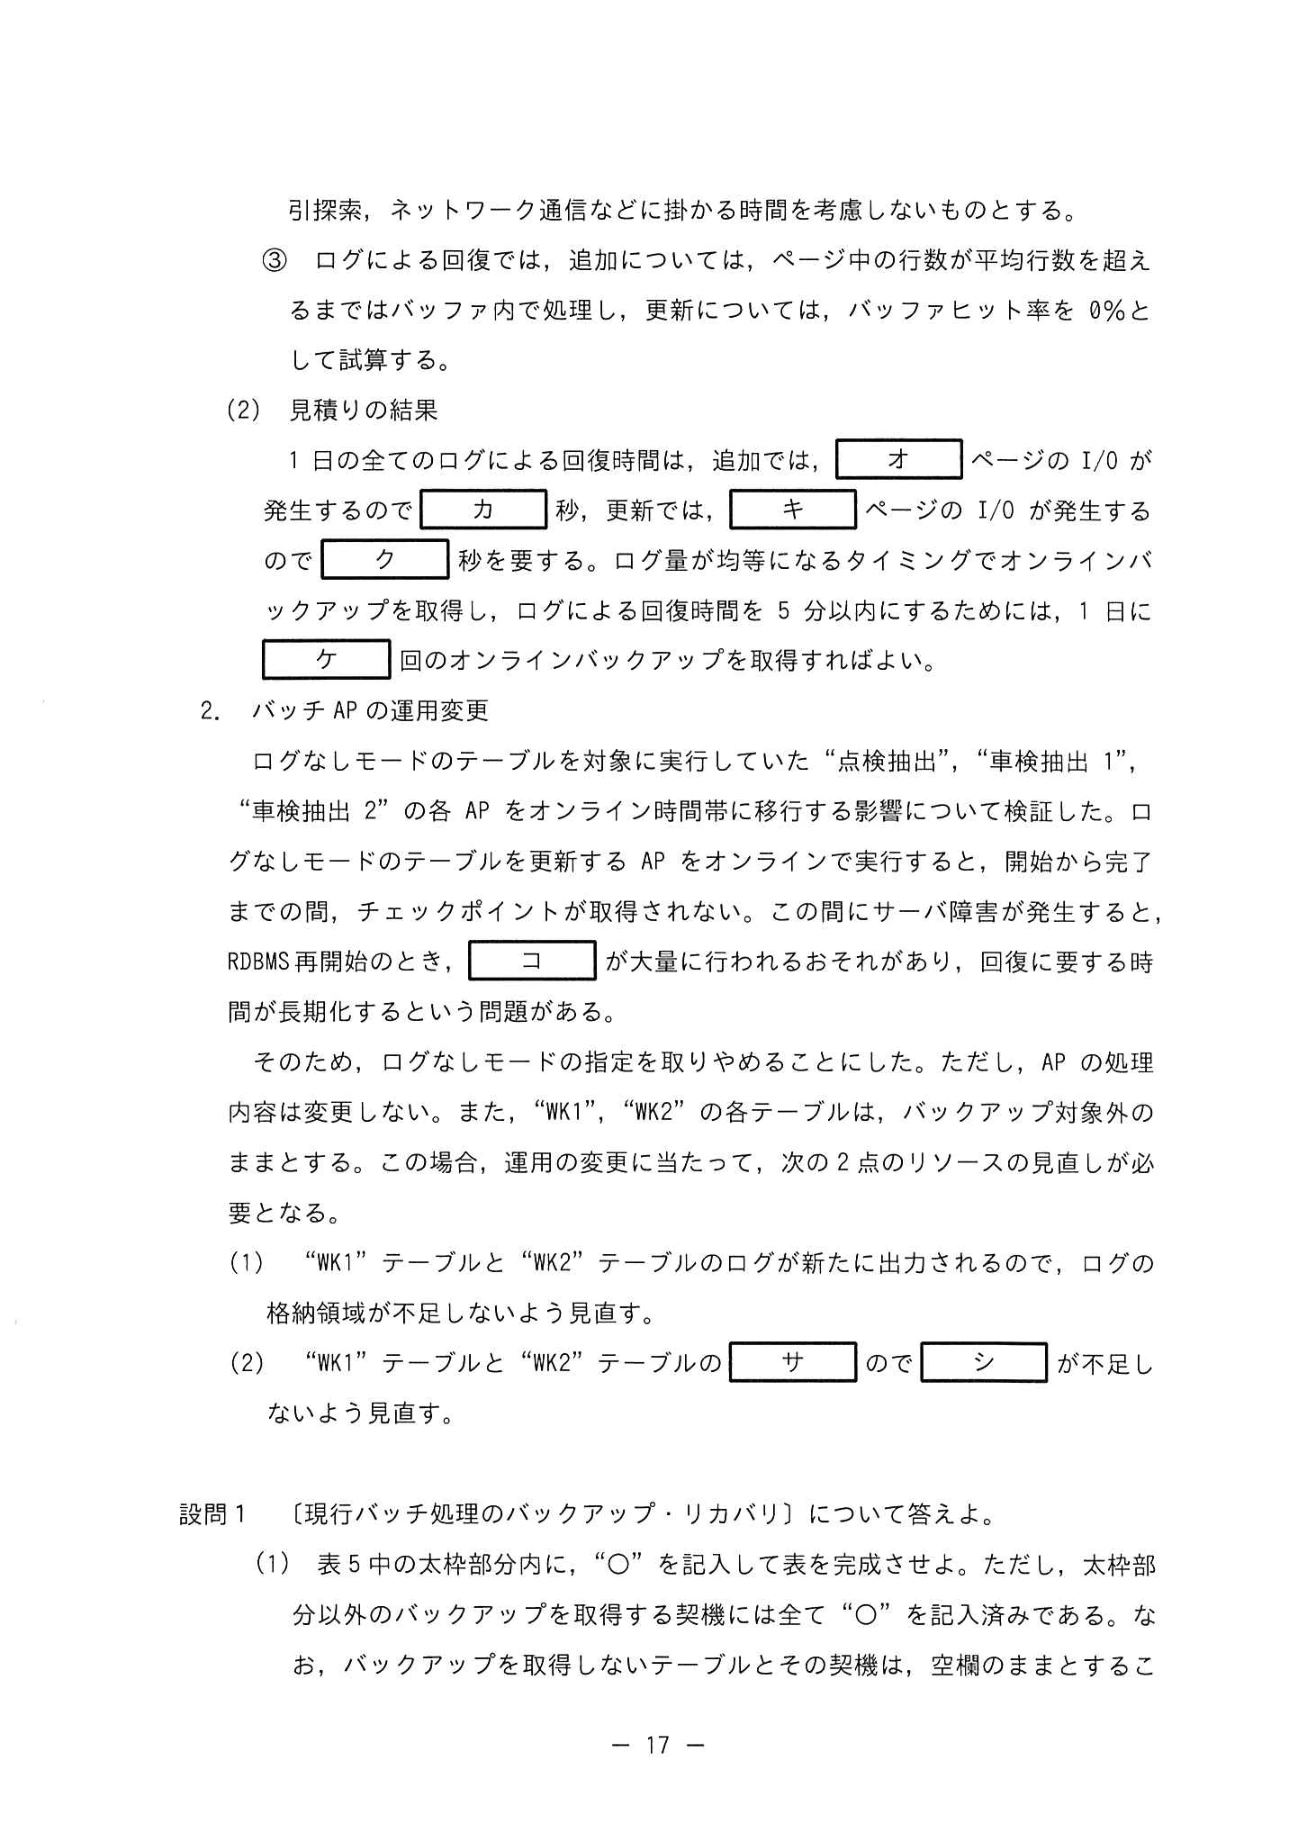 引探索，ネットワーク通信などに掛かる時間を考慮しないものとする。
③　ログによる回復では，追加については，ページ中の行数が平均行数を超え
るまではバッファ内で処理し，更新については，バッファヒット率を 0％と
して試算する。
(2)　見積りの結果
1 日の全てのログによる回復時間は，追加では， オ ページの I/O が
発生するので カ 秒，更新では， キ ページの I/O が発生する
ので ク 秒を要する。ログ量が均等になるタイミングでオンラインバ
ックアップを取得し，ログによる回復時間を 5 分以内にするためには，1 日に
ケ 回のオンラインバックアップを取得すればよい。
2.　バッチ AP の運用変更
ログなしモードのテーブルを対象に実行していた “点検抽出”，“車検抽出 1”，
“車検抽出 2” の各 AP をオンライン時間帯に移行する影響について検証した。ロ
グなしモードのテーブルを更新する AP をオンラインで実行すると，開始から完了
までの間，チェックポイントが取得されない。この間にサーバ障害が発生すると，
RDBMS 再開始のとき， コ が大量に行われるおそれがあり，回復に要する時
間が長期化するという問題がある。
そのため，ログなしモードの指定を取りやめることにした。ただし，AP の処理
内容は変更しない。また，“WK1”，“WK2” の各テーブルは，バックアップ対象外の
ままとする。この場合，運用の変更に当たって，次の 2 点のリソースの見直しが必
要となる。
(1)　“WK1” テーブルと “WK2” テーブルのログが新たに出力されるので，ログの
格納領域が不足しないよう見直す。
(2)　“WK1” テーブルと “WK2” テーブルの サ ので シ が不足し
ないよう見直す。
設問 1　〔現行バッチ処理のバックアップ・リカバリ〕について答えよ。
(1)　表 5 中の太枠部分内に，“○” を記入して表を完成させよ。ただし，太枠部
分以外のバックアップを取得する契機には全て “○” を記入済みである。な
お，バックアップを取得しないテーブルとその契機は，空欄のままとするこ
－ 17 －